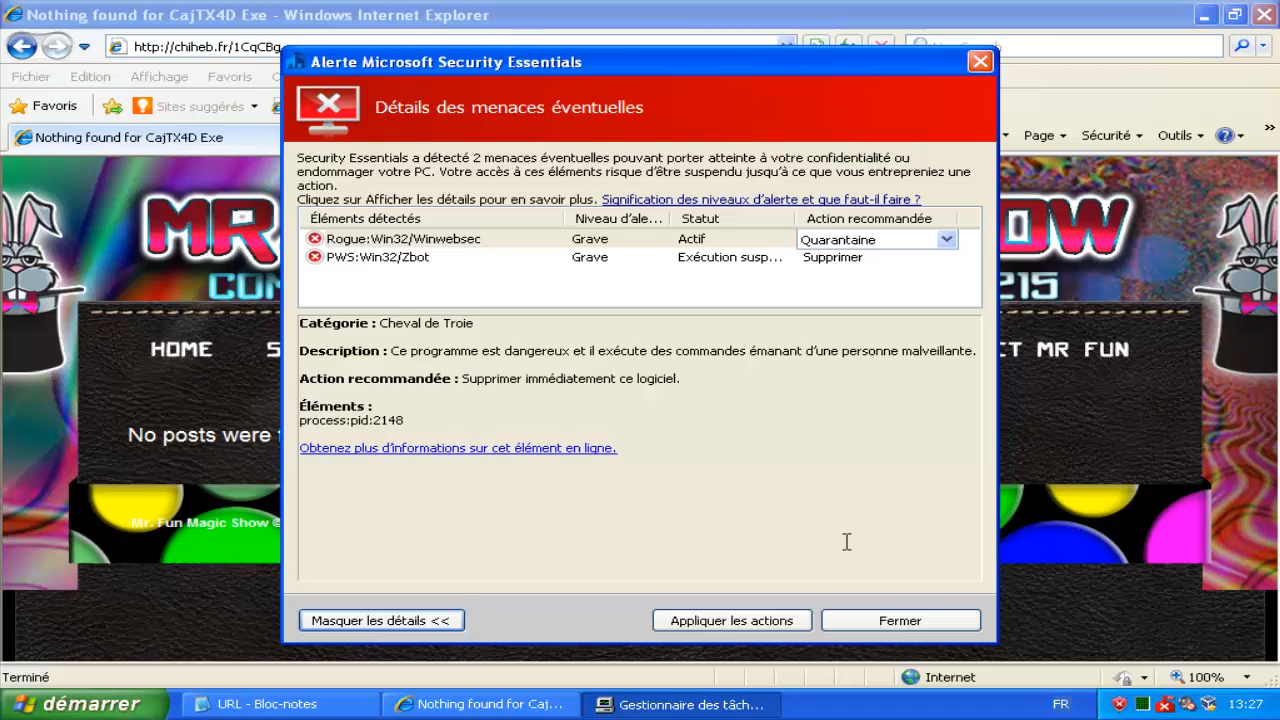 Nothing found for CajTX4D Exe - Windows Internet Explorer
http://chiheb.fr/1CqCBg
Alerte Microsoft Security Essentials
Fichier Edition Affichage Favoris
Détails des menaces éventuelles
Favoris Sites suggérés
Page Sécurité Outils »
Nothing found for CajTX4D Exe
Security Essentials a détecté 2 menaces éventuelles pouvant porter atteinte à votre confidentialité ou
endommager votre PC. Votre accès à ces éléments risque d'être suspendu jusqu'à ce que vous entrepreniez une
action.
Cliquez sur Afficher les détails pour en savoir plus. Signification des niveaux d'alerte et que faut-il faire ?
Éléments détectés Niveau d'ale... Statut Action recommandée
Rogue:Win32/Winwebsec Grave Actif Quarantaine
PWS:Win32/Zbot Grave Exécution susp... Supprimer
MR
OW
CO
215
Catégorie : Cheval de Troie
HOME S
CT MR FUN
Description : Ce programme est dangereux et il exécute des commandes émanant d'une personne malveillante.
Action recommandée : Supprimer immédiatement ce logiciel.
Éléments :
process:pid:2148
No posts were
Obtenez plus d'informations sur cet élément en ligne.
Mr. Fun Magic Show ©
Masquer les détails << Appliquer les actions Fermer
Terminé Internet 100%
démarrer URL - Bloc-notes Nothing found for Caj... Gestionnaire des tâch... FR 13:27